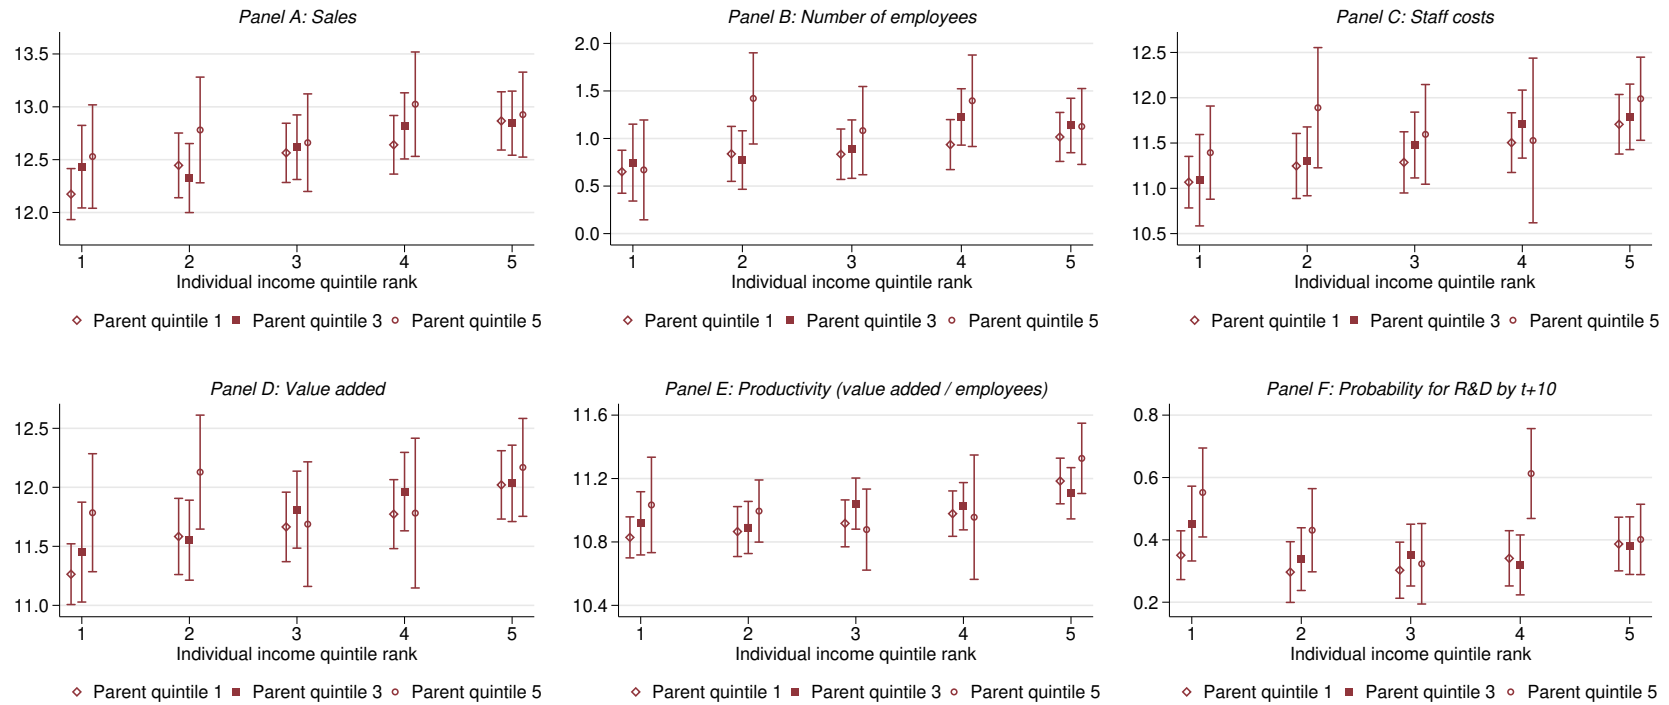 Panel A: Sales
13.5
13.0
12.5
12.0
1 2 3 4 5
Individual income quintile rank
Parent quintile 1 Parent quintile 3 Parent quintile 5
Panel B: Number of employees
2.0
1.5
1.0
0.5
0.0
1 2 3 4 5
Individual income quintile rank
Parent quintile 1 Parent quintile 3 Parent quintile 5
Panel C: Staff costs
12.5
12.0
11.5
11.0
10.5
1 2 3 4 5
Individual income quintile rank
Parent quintile 1 Parent quintile 3 Parent quintile 5
Panel D: Value added
12.5
12.0
11.5
11.0
1 2 3 4 5
Individual income quintile rank
Parent quintile 1 Parent quintile 3 Parent quintile 5
Panel E: Productivity (value added / employees)
11.6
11.2
10.8
10.4
1 2 3 4 5
Individual income quintile rank
Parent quintile 1 Parent quintile 3 Parent quintile 5
Panel F: Probability for R&D by t+10
0.8
0.6
0.4
0.2
1 2 3 4 5
Individual income quintile rank
Parent quintile 1 Parent quintile 3 Parent quintile 5